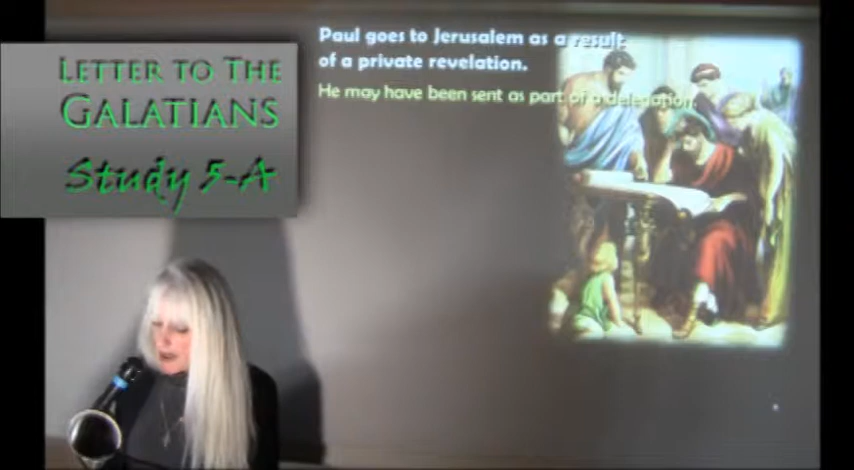 LETTER TO THE
GALATIANS
Study 5-A
Paul goes to Jerusalem as a result
of a private revelation.
He may have been sent as part of a delegation.